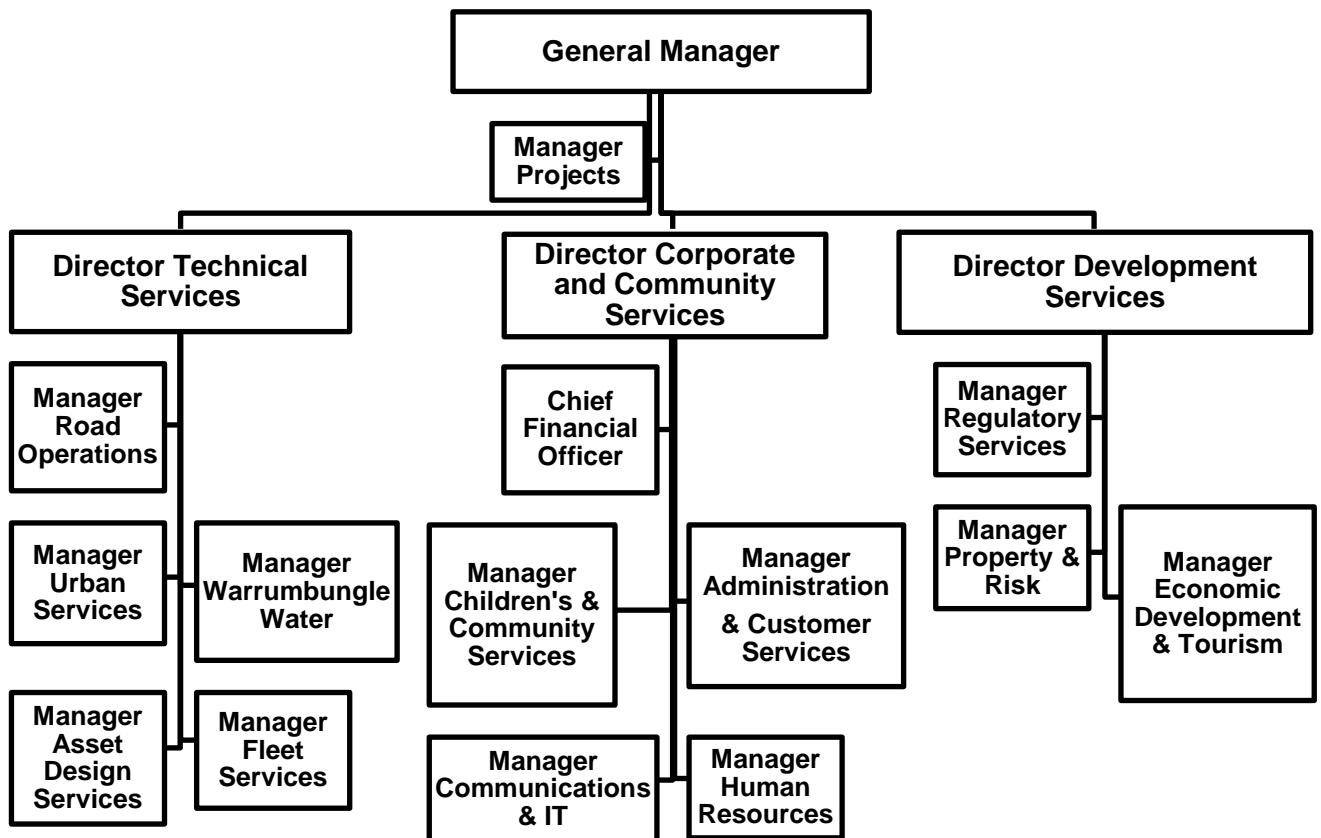 General Manager
Manager
Projects
Director Technical
Services
Director Corporate
and Community
Services
Director Development
Services
Manager
Road
Operations
Chief
Financial
Officer
Manager
Regulatory
Services
Manager
Urban
Services
Manager
Warrumbungle
Water
Manager
Children's &
Community
Services
Manager
Administration
& Customer
Services
Manager
Property &
Risk
Manager
Economic
Development
& Tourism
Manager
Asset
Design
Services
Manager
Fleet
Services
Manager
Communications
& IT
Manager
Human
Resources